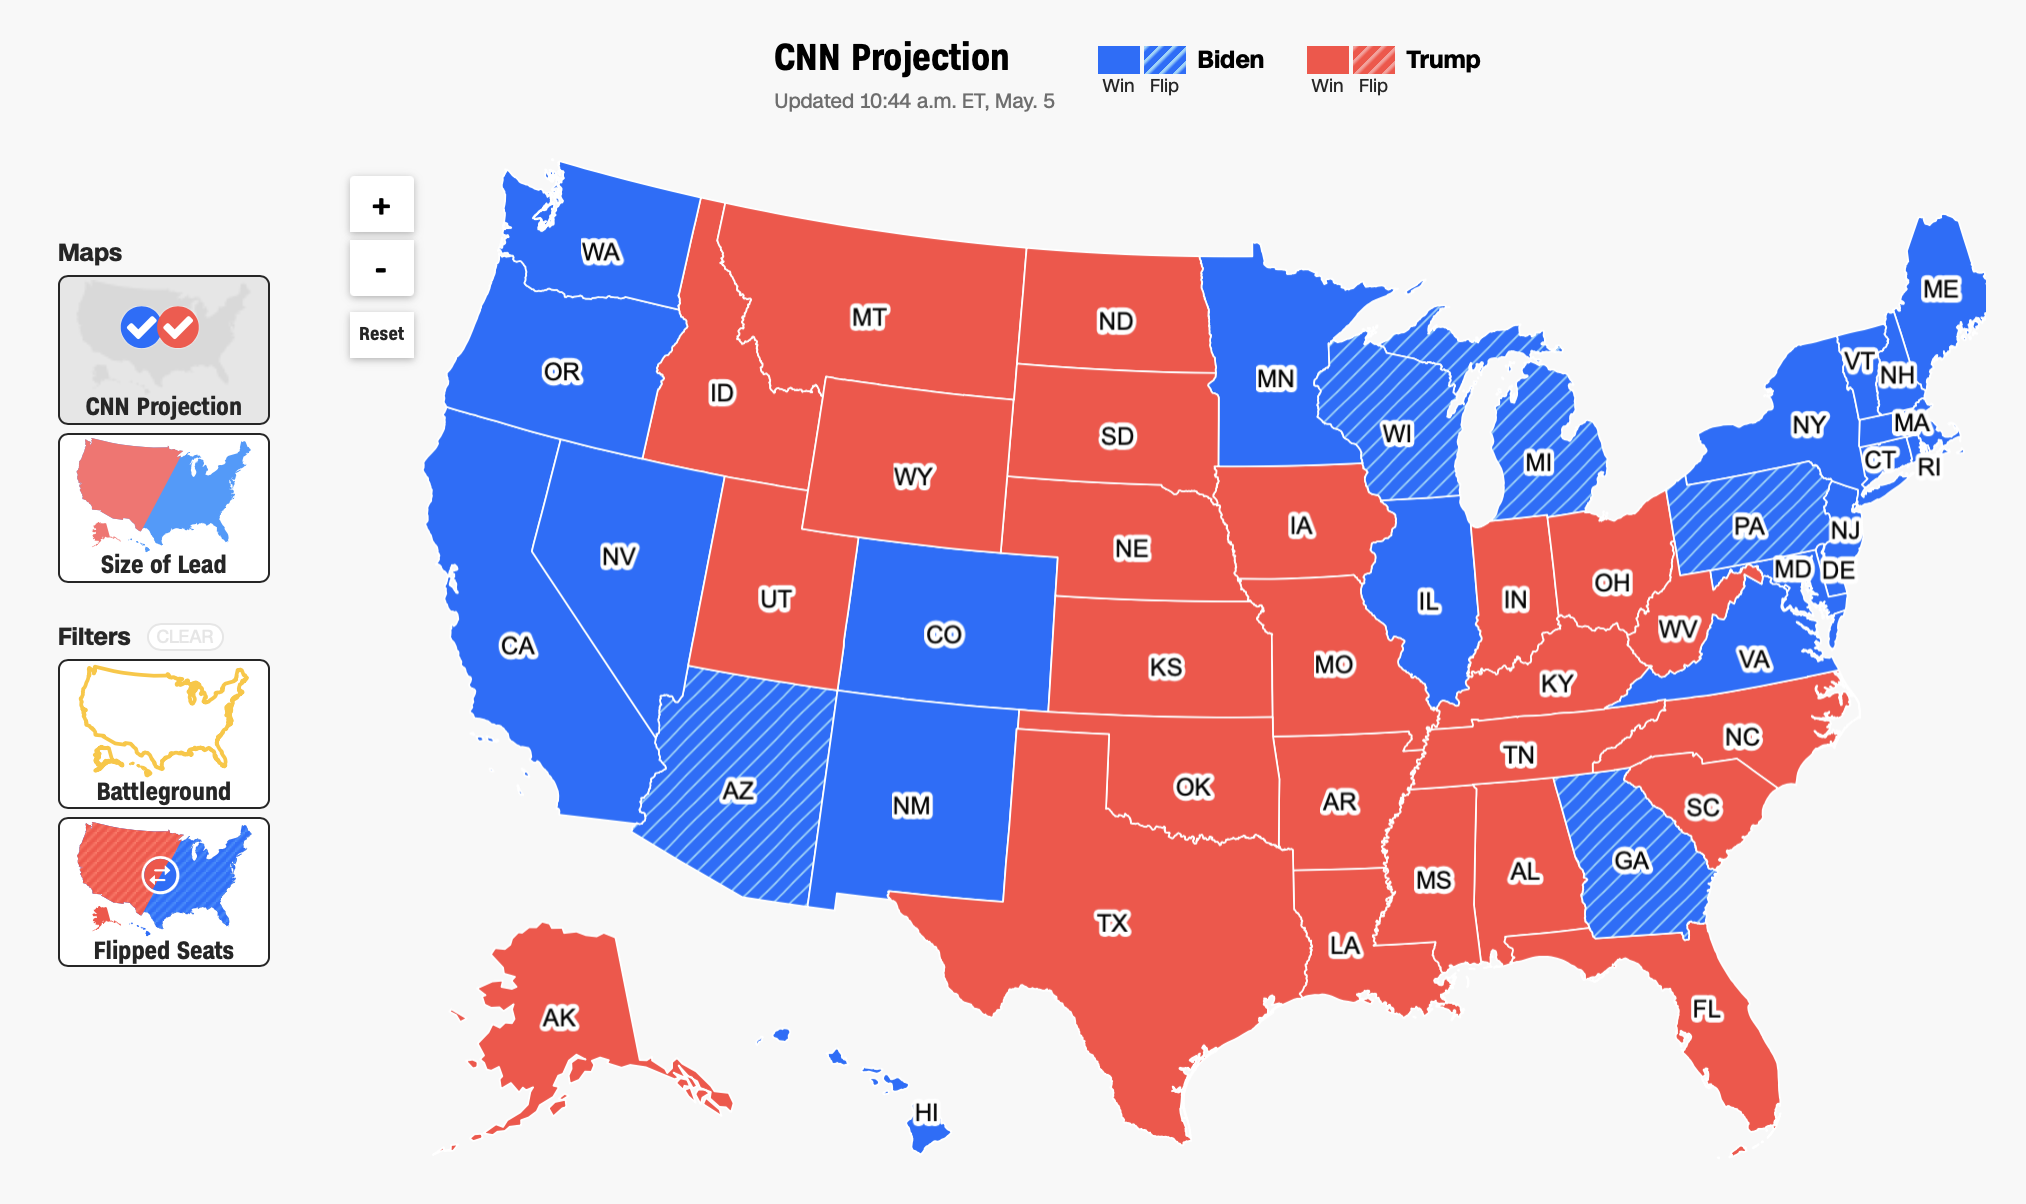 CNN Projection
Updated 10:44 a.m. ET, May. 5
Win Flip Biden
Win Flip Trump
+
-
Reset
Maps
CNN Projection
Size of Lead
Filters CLEAR
Battleground
Flipped Seats
WA
MT
ND
ME
OR
ID
MN
VT
NH
SD
WI
NY
MA
WY
MI
CT
RI
NV
NE
IA
PA
NJ
UT
CO
IL
IN
OH
MD
DE
CA
KS
MO
KY
WV
VA
AZ
NM
OK
AR
TN
NC
SC
TX
LA
MS
AL
GA
FL
AK
HI